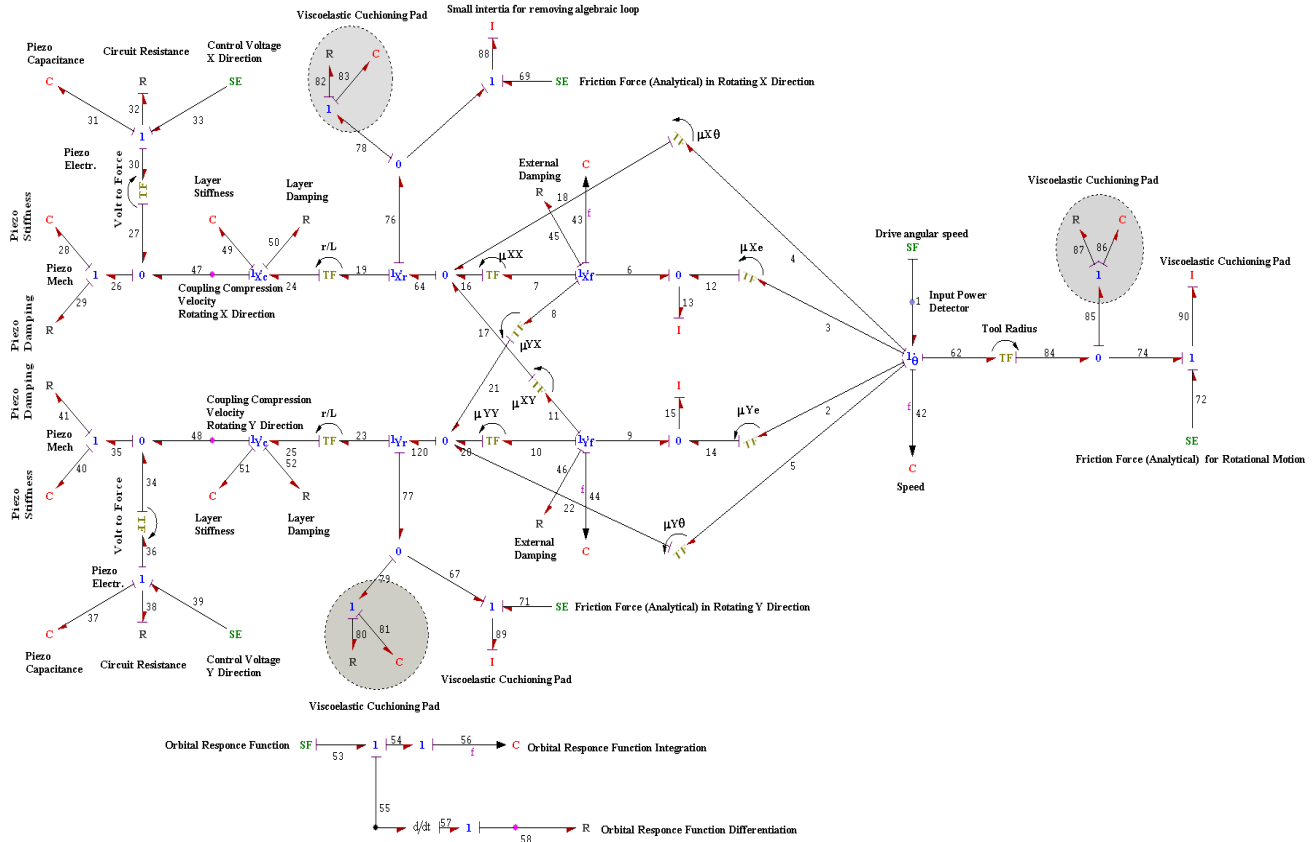 Viscoelastic Cuchioning Pad
Small intertia for removing algebraic loop
I
88
R
C
82
83
1
78
1
69
SE
Friction Force (Analytical) in Rotating X Direction
Piezo
Capacitance
Circuit Resistance
Control Voltage
X Direction
C
R
SE
31
32
33
1
Piezo
Electr.
30
TF
Volt to Force
27
0
Piezo
Stiffness
C
28
Piezo
Mech
1
26
0
29
R
Piezo
Damping
47
Coupling Compression
Velocity
Rotating X Direction
Layer
Stiffness
C
49
Layer
Damping
R
50
1Xc
24
r/L
TF
19
1Xr
76
64
0
16
μXX
TF
7
1Xf
6
0
12
μXe
TF
13
I
External
Damping
R
18
45
C
f
43
μXθ
TF
4
3
8
TF
μYX
17
21
μXY
TF
11
Drive angular speed
SF
1
Input Power
Detector
1θ
62
Tool Radius
TF
84
0
74
1
85
Viscoelastic Cuchioning Pad
R
C
87
86
1
Viscoelastic Cuchioning Pad
I
90
72
SE
Friction Force (Analytical) for Rotational Motion
f
42
C
Speed
2
5
μYe
TF
14
0
15
I
9
1Yf
10
μYY
TF
20
0
120
1Yr
23
r/L
TF
25
52
1Yc
51
C
R
Layer
Stiffness
Layer
Damping
Coupling Compression
Velocity
Rotating Y Direction
48
0
35
1
Piezo
Mech
R
41
Piezo
Damping
40
C
Piezo
Stiffness
34
TF
Volt to Force
36
Piezo
Electr.
1
37
38
39
C
R
SE
Piezo
Capacitance
Circuit Resistance
Control Voltage
Y Direction
46
R
External
Damping
f
44
22
C
μYθ
TF
77
0
79
67
1
80
81
R
C
Viscoelastic Cuchioning Pad
1
71
SE
Friction Force (Analytical) in Rotating Y Direction
89
I
Viscoelastic Cuchioning Pad
Orbital Responce Function
SF
53
1
54
1
56
f
C
Orbital Responce Function Integration
55
d/dt
57
1
58
R
Orbital Responce Function Differentiation